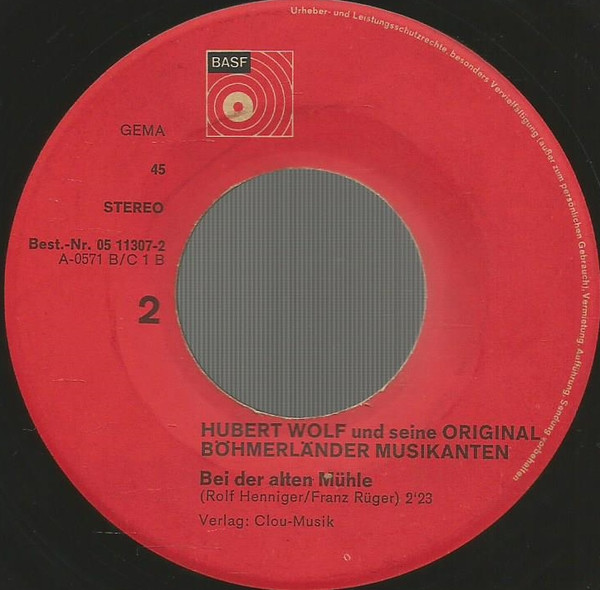 Urheber- und Leistungsschutzrechte, besonders Vervielfältigung (außer zum persönlichen Gebrauch), Vermietung, Aufführung, Sendung vorbehalten
BASF
GEMA
45
STEREO
Best.-Nr. 05 11307-2
A-0571 B/C 1 B
2
HUBERT WOLF und seine ORIGINAL
BÖHMERLÄNDER MUSIKANTEN
Bei der alten Mühle
(Rolf Henniger/Franz Rüger) 2'23
Verlag: Clou-Musik